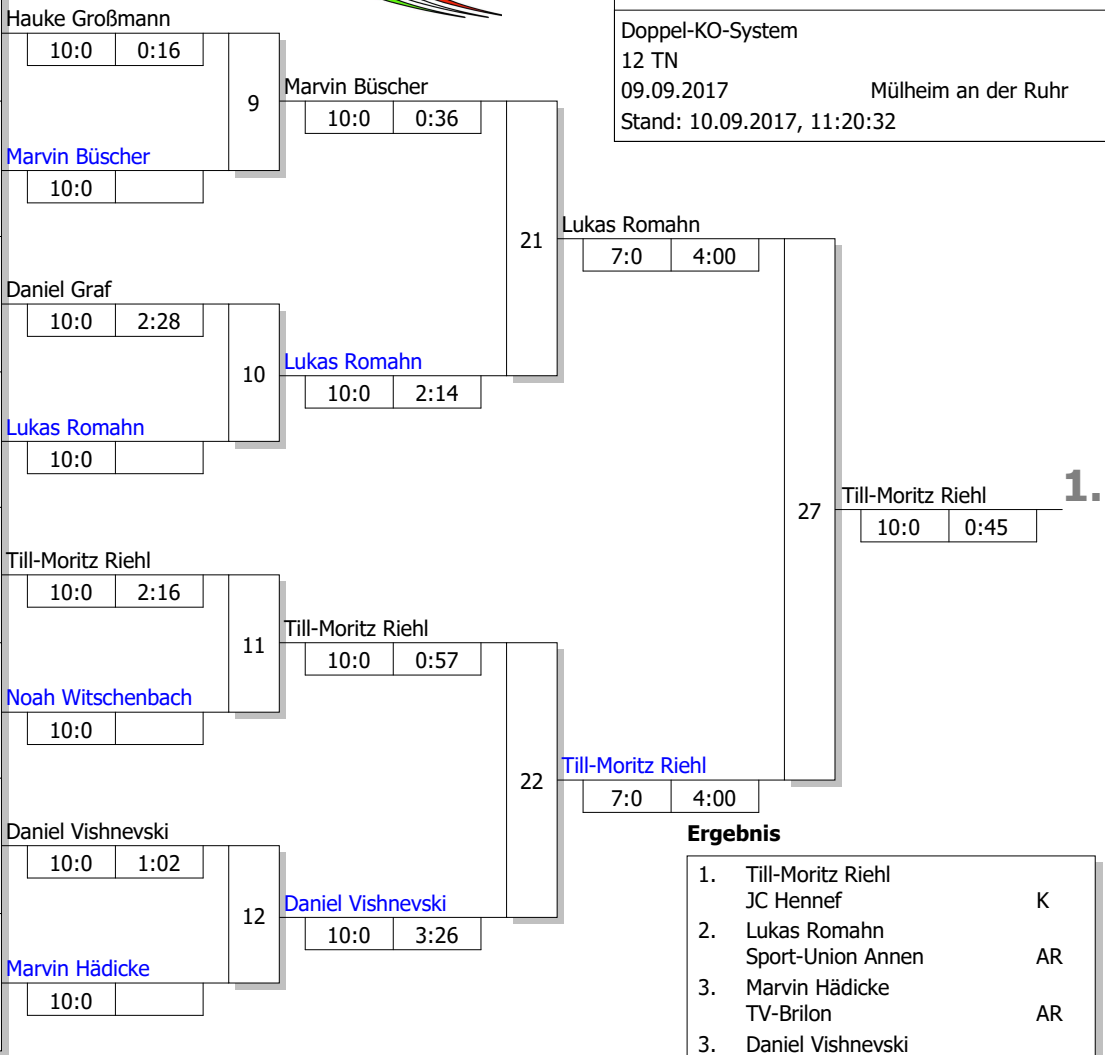 Doppel-KO-System
12 TN
09.09.2017 Mülheim an der Ruhr
Stand: 10.09.2017, 11:20:32
Hauke Großmann
10:0 0:16
9
Marvin Büscher
10:0 0:36
Marvin Büscher
10:0
21
Lukas Romahn
7:0 4:00
Daniel Graf
10:0 2:28
10
Lukas Romahn
10:0 2:14
Lukas Romahn
10:0
27
Till-Moritz Riehl 1.
10:0 0:45
Till-Moritz Riehl
10:0 2:16
11
Till-Moritz Riehl
10:0 0:57
Noah Witschenbach
10:0
22
Till-Moritz Riehl
7:0 4:00
Daniel Vishnevski
10:0 1:02
12
Daniel Vishnevski
10:0 3:26
Marvin Hädicke
10:0
Ergebnis
1. Till-Moritz Riehl
JC Hennef K
2. Lukas Romahn
Sport-Union Annen AR
3. Marvin Hädicke
TV-Brilon AR
3. Daniel Vishnevski